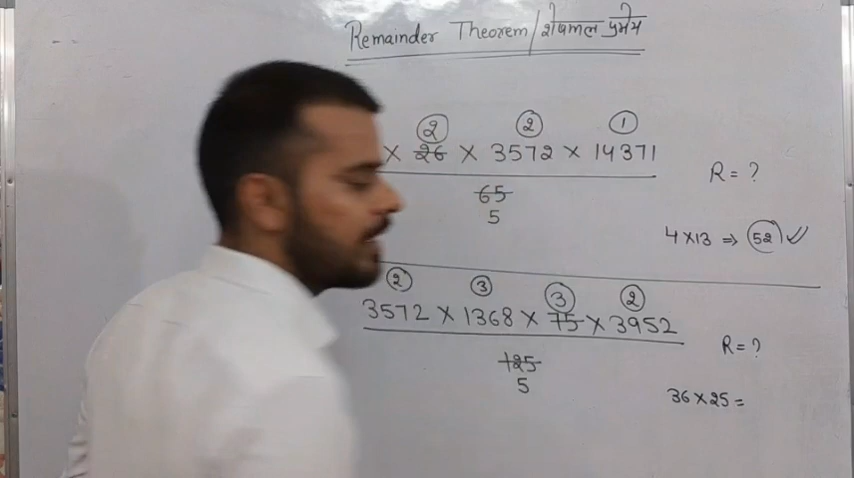 Remainder Theorem/शेषफल प्रमेय
② ② ①
× 26 × 3572 × 14371
65
5
R = ?
4×13 ⇒ 52 ✓
② ③ ③ ②
3572 × 1368 × 75 × 3952
125
5
R = ?
36×25 =